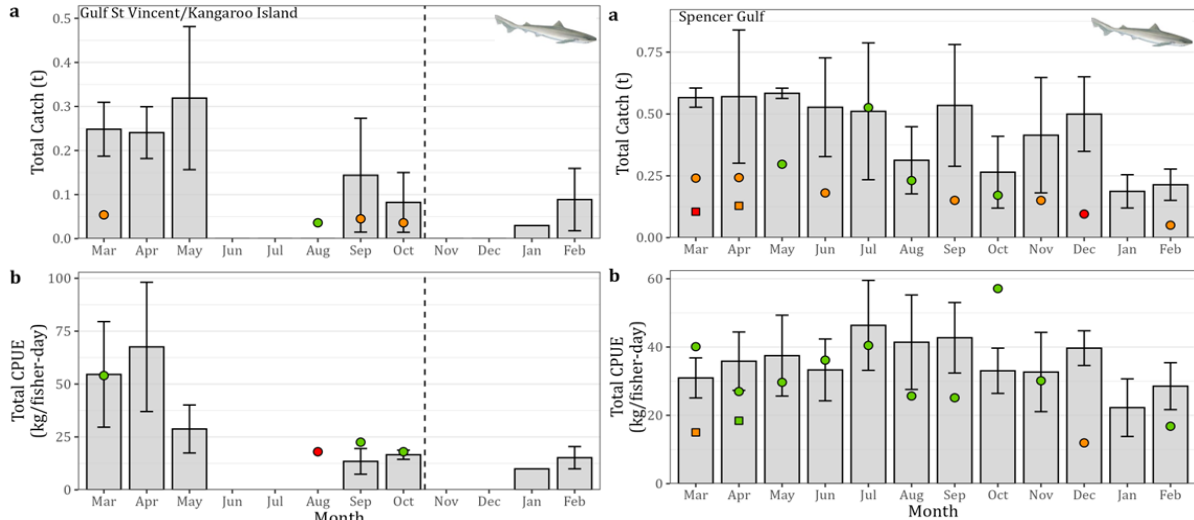 a
Gulf St Vincent/Kangaroo Island
Total Catch (t)
0.5
0.4
0.3
0.2
0.1
0.0
Mar Apr May Jun Jul Aug Sep Oct Nov Dec Jan Feb
b
Total CPUE
(kg/fisher-day)
100
75
50
25
0
Mar Apr May Jun Jul Aug Sep Oct Nov Dec Jan Feb
Month
a
Spencer Gulf
Total Catch (t)
0.75
0.50
0.25
0.00
Mar Apr May Jun Jul Aug Sep Oct Nov Dec Jan Feb
b
Total CPUE
(kg/fisher-day)
60
40
20
0
Mar Apr May Jun Jul Aug Sep Oct Nov Dec Jan Feb
Month